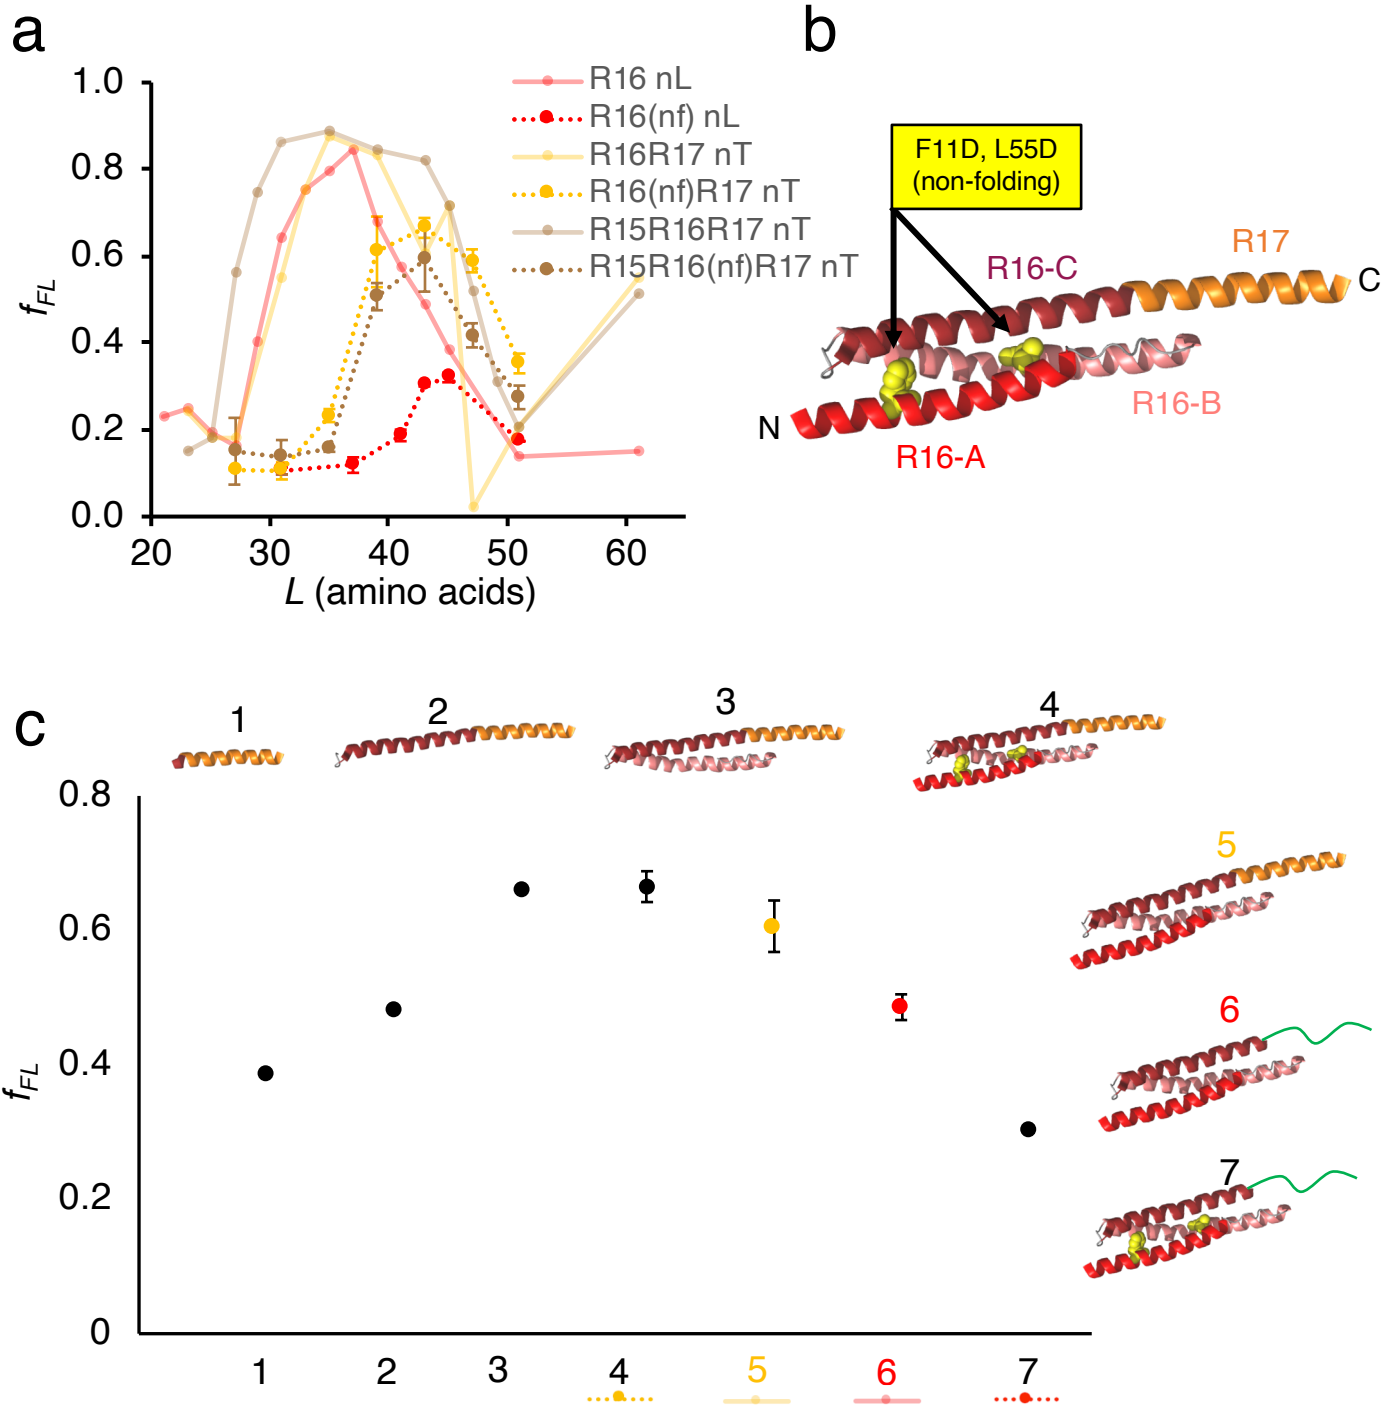 a
1.0
0.8
0.6
0.4
0.2
0.0
fFL
20 30 40 50 60
L (amino acids)
R16 nL
R16(nf) nL
R16R17 nT
R16(nf)R17 nT
R15R16R17 nT
R15R16(nf)R17 nT
b
F11D, L55D
(non-folding)
R16-C
R17
C
N
R16-A
R16-B
c
1
2
3
4
5
6
7
0.8
0.6
0.4
0.2
0
fFL
1 2 3 4 5 6 7